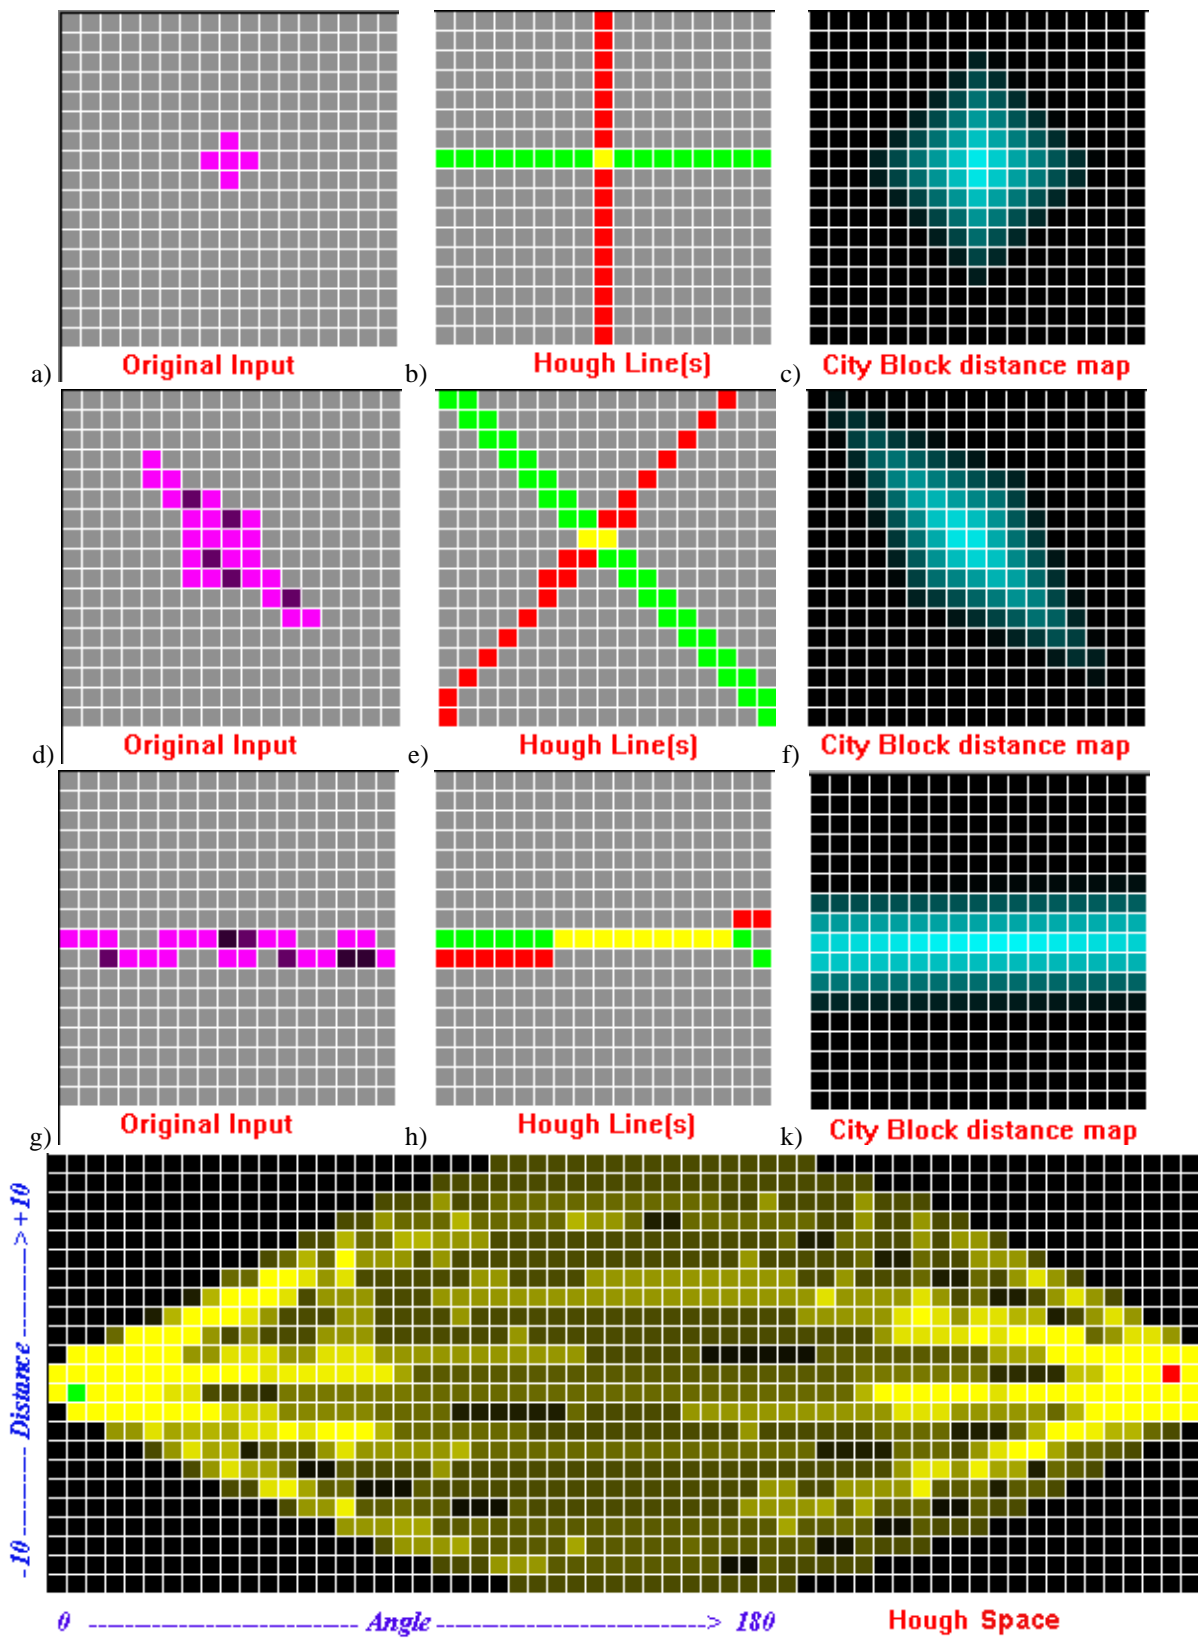 a) Original Input b) Hough Line(s) c) City Block distance map
d) Original Input e) Hough Line(s) f) City Block distance map
g) Original Input h) Hough Line(s) k) City Block distance map
-10 ---------- Distance ----------->+10
0 ------------------------------ Angle ------------------------------> 180 Hough Space